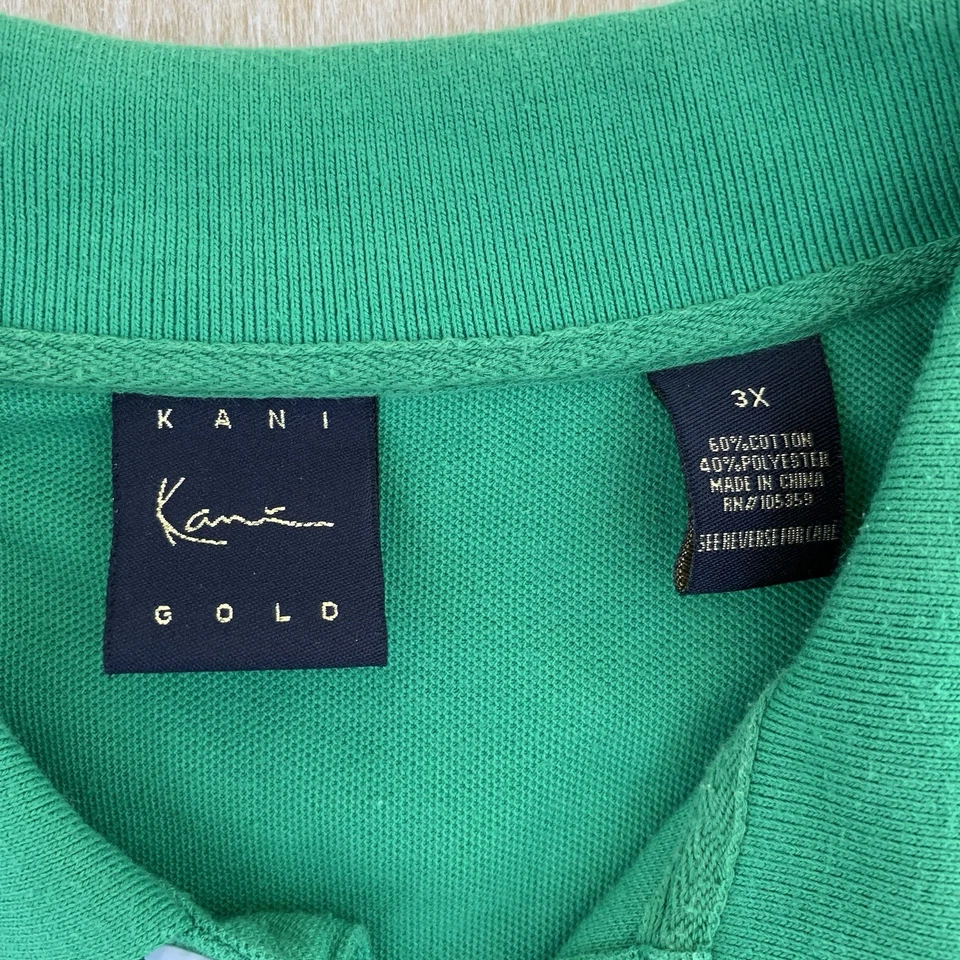 KANI
Kani
GOLD
3X
60%COTTON
40%POLYESTER
MADE IN CHINA
RN#105359
SEE REVERSE FOR CARE